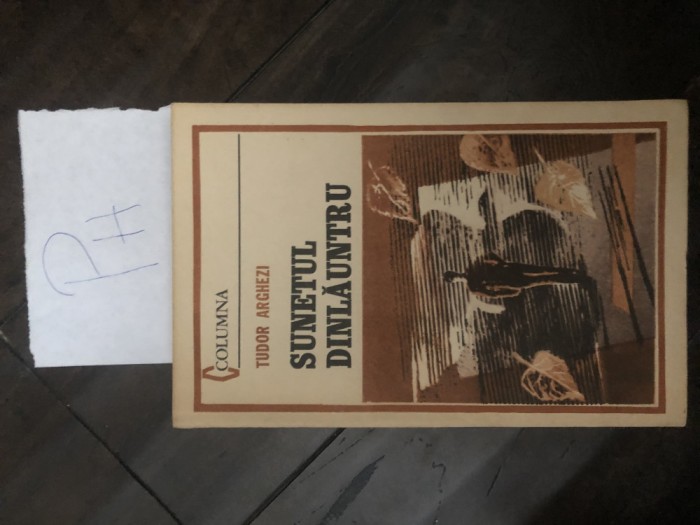 PH
COLUMNA
TUDOR ARGHEZI
SUNETUL
DINLĂUNTRU